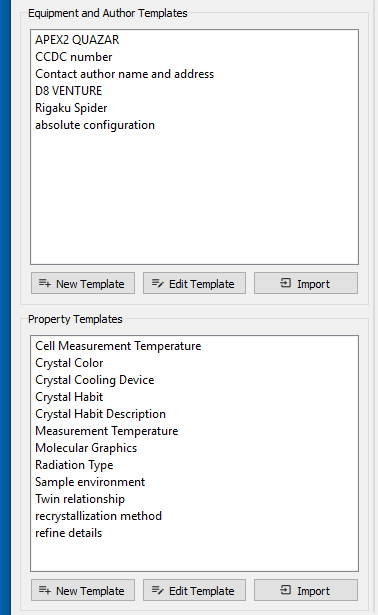 Equipment and Author Templates
APEX2 QUAZAR
CCDC number
Contact author name and address
D8 VENTURE
Rigaku Spider
absolute configuration
New Template Edit Template Import
Property Templates
Cell Measurement Temperature
Crystal Color
Crystal Cooling Device
Crystal Habit
Crystal Habit Description
Measurement Temperature
Molecular Graphics
Radiation Type
Sample environment
Twin relationship
recrystallization method
refine details
New Template Edit Template Import